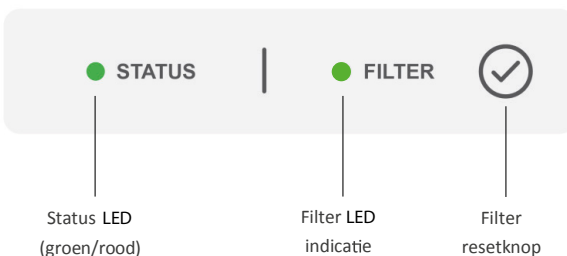 STATUS | FILTER
Status LED
(groen/rood)
Filter LED
indicatie
Filter
resetknop